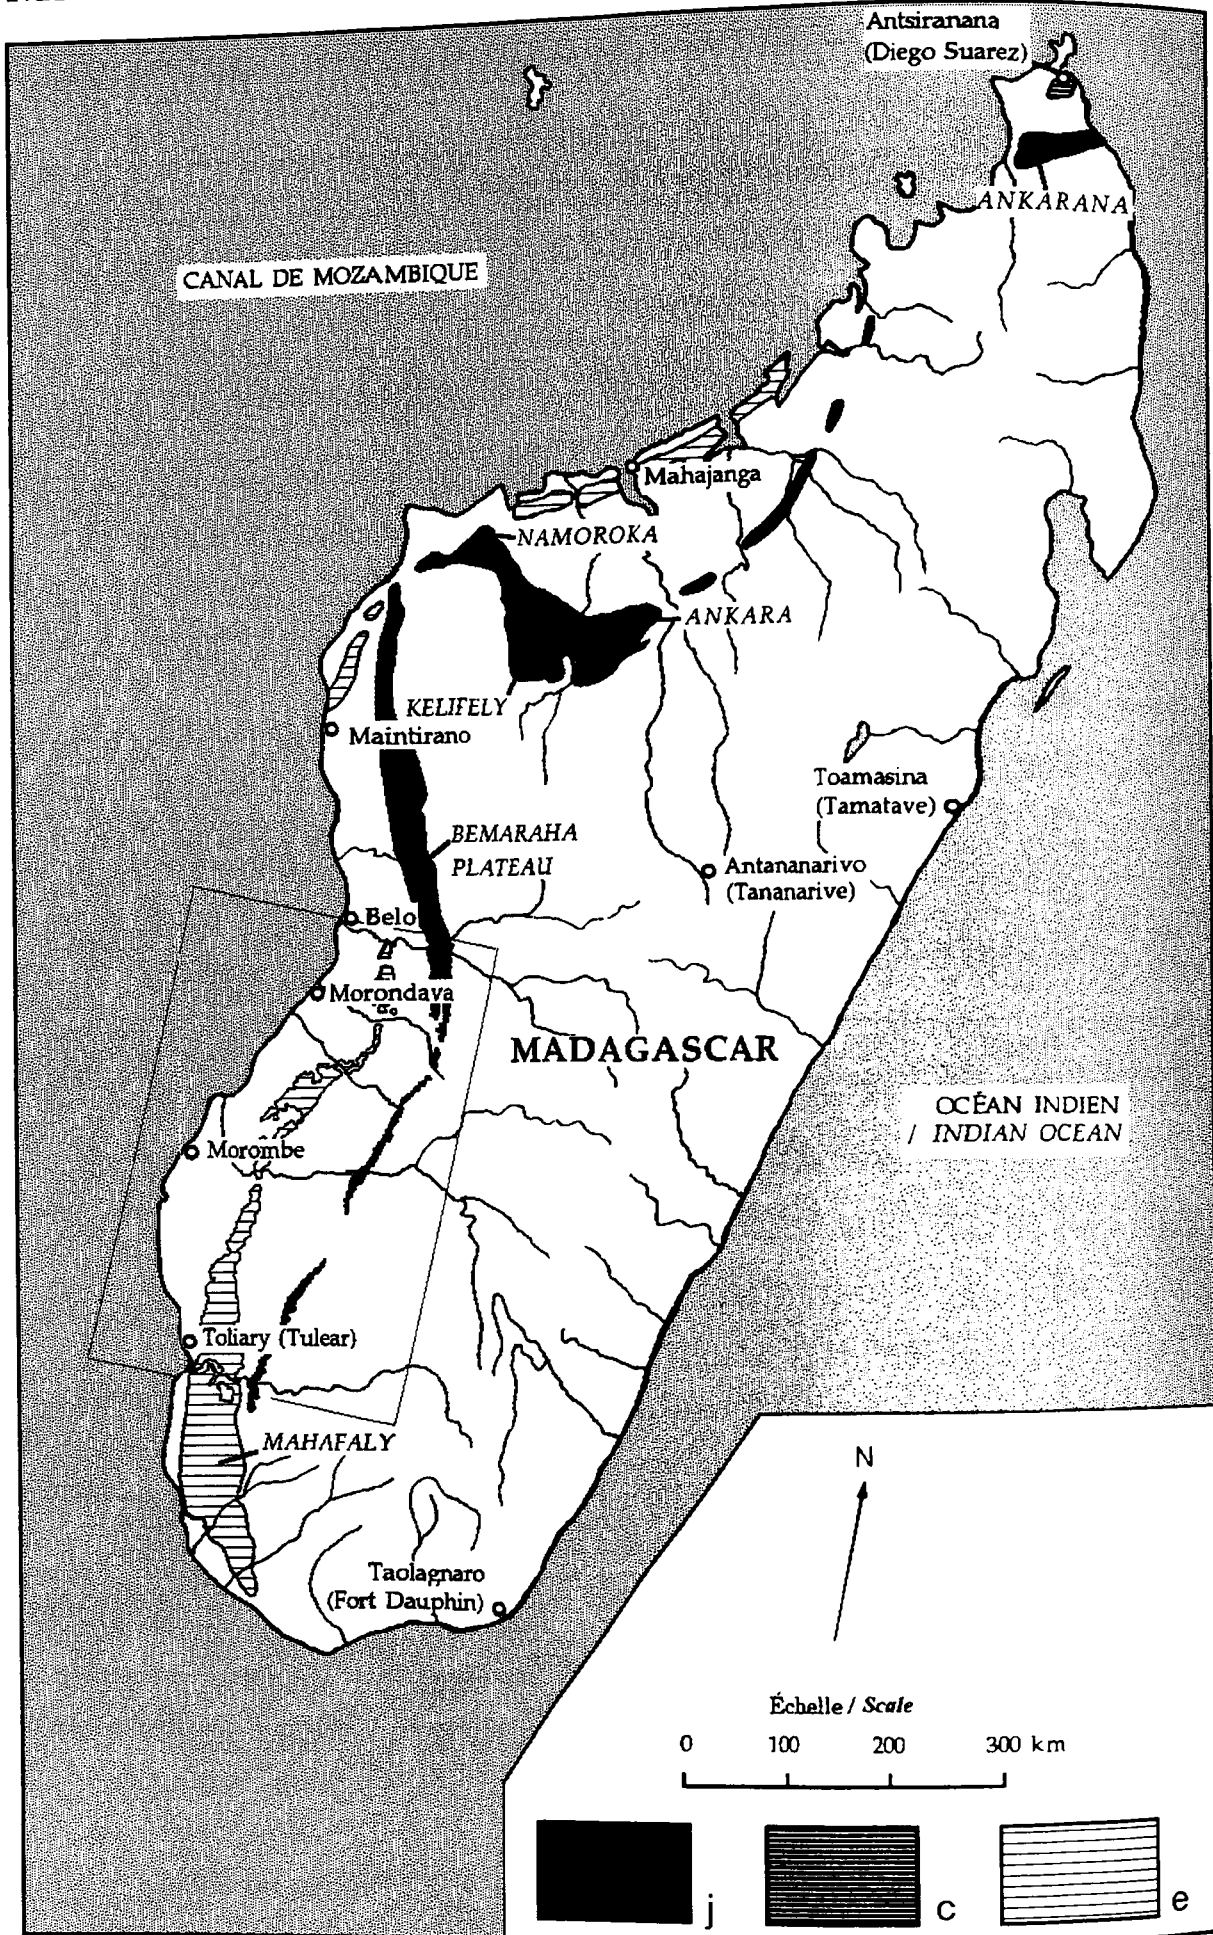 Antsiranana
(Diego Suarez)
ANKARANA
CANAL DE MOZAMBIQUE
Mahajanga
NAMOROKA
ANKARA
KELIFELY
Maintirano
Toamasina
(Tamatave)
BEMARAHA
PLATEAU
Antananarivo
(Tananarive)
Belo
Morondava
MADAGASCAR
OCÉAN INDIEN
/ INDIAN OCEAN
Morombe
Toliary (Tulear)
MAHAFALY
N
Taolagnaro
(Fort Dauphin)
Échelle / Scale
0 100 200 300 km
j c e